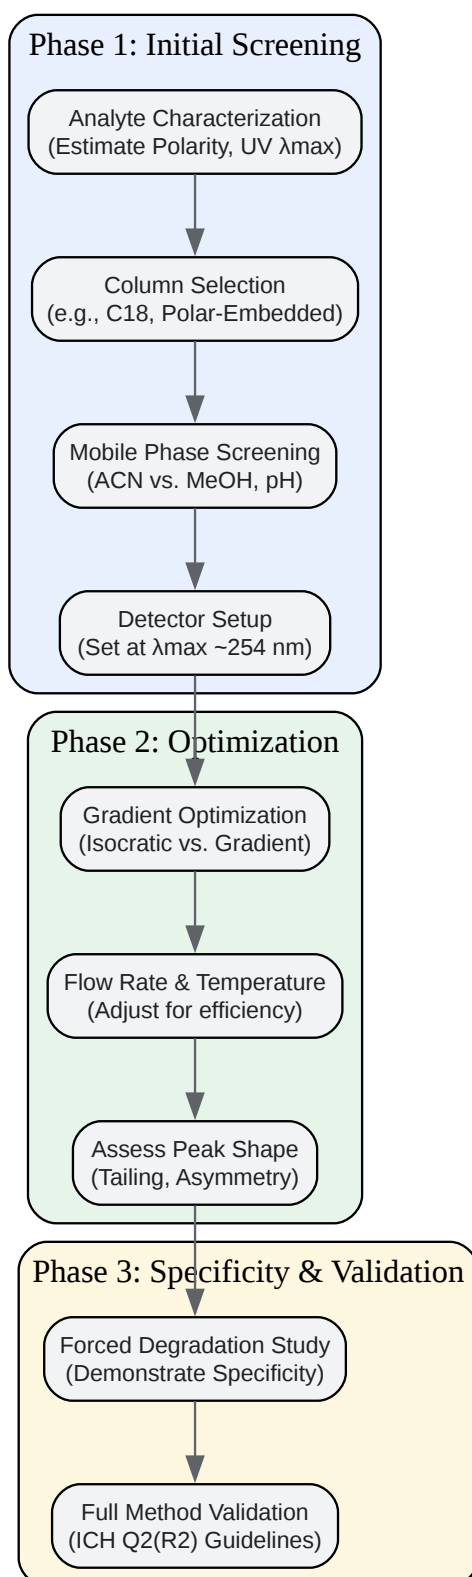 Phase 1: Initial Screening
Analyte Characterization
(Estimate Polarity, UV λmax)
Column Selection
(e.g., C18, Polar-Embedded)
Mobile Phase Screening
(ACN vs. MeOH, pH)
Detector Setup
(Set at λmax ~254 nm)
Phase 2: Optimization
Gradient Optimization
(Isocratic vs. Gradient)
Flow Rate & Temperature
(Adjust for efficiency)
Assess Peak Shape
(Tailing, Asymmetry)
Phase 3: Specificity & Validation
Forced Degradation Study
(Demonstrate Specificity)
Full Method Validation
(ICH Q2(R2) Guidelines)